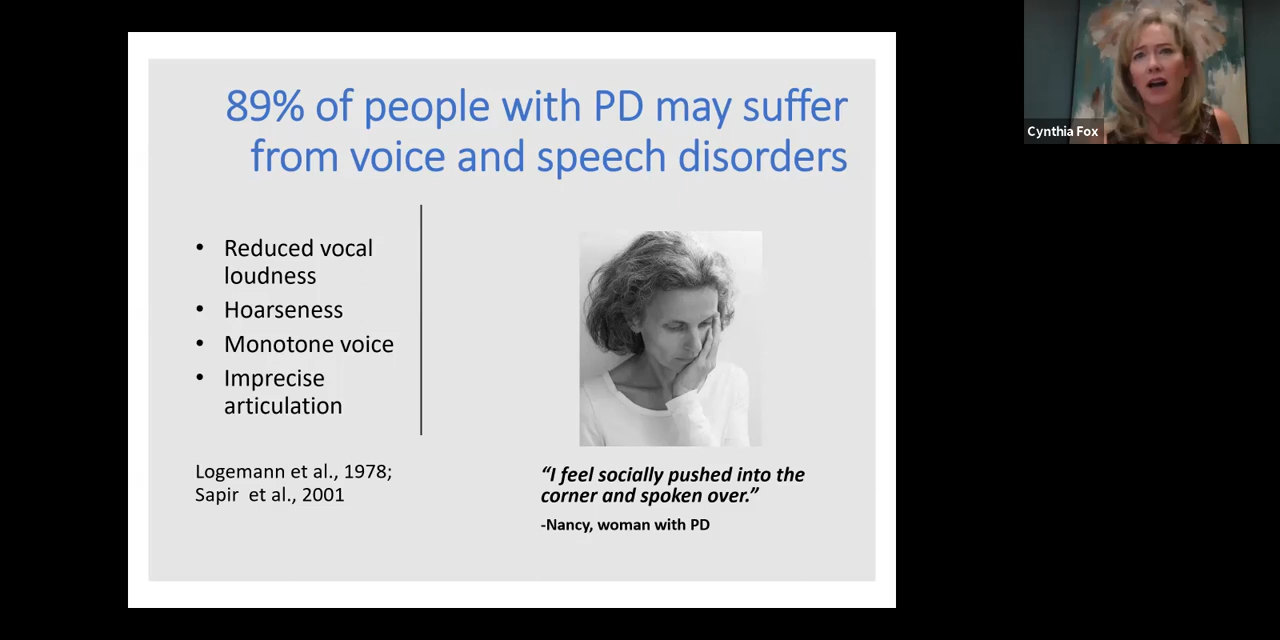 89% of people with PD may suffer
from voice and speech disorders
• Reduced vocal
loudness
• Hoarseness
• Monotone voice
• Imprecise
articulation
Logemann et al., 1978;
Sapir et al., 2001
“I feel socially pushed into the
corner and spoken over.”
-Nancy, woman with PD
Cynthia Fox